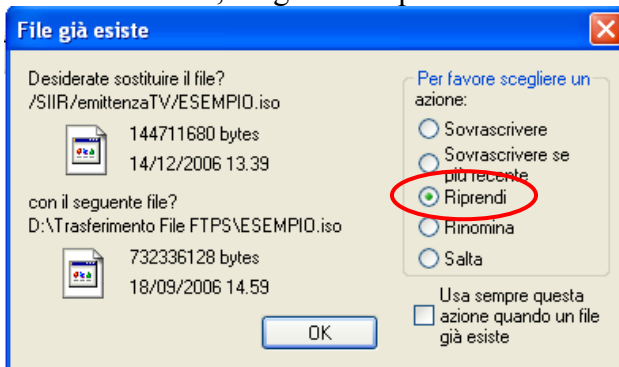 File già esiste
Desiderate sostituire il file?
/SIIR/emittenzaTV/ESEMPIO.iso
144711680 bytes
14/12/2006 13.39
con il seguente file?
D:\Trasferimento File FTPS\ESEMPIO.iso
732336128 bytes
18/09/2006 14.59
OK
Per favore scegliere un
azione:
Sovrascrivere
Sovrascrivere se
più recente
Riprendi
Rinomina
Salta
Usa sempre questa
azione quando un file
già esiste